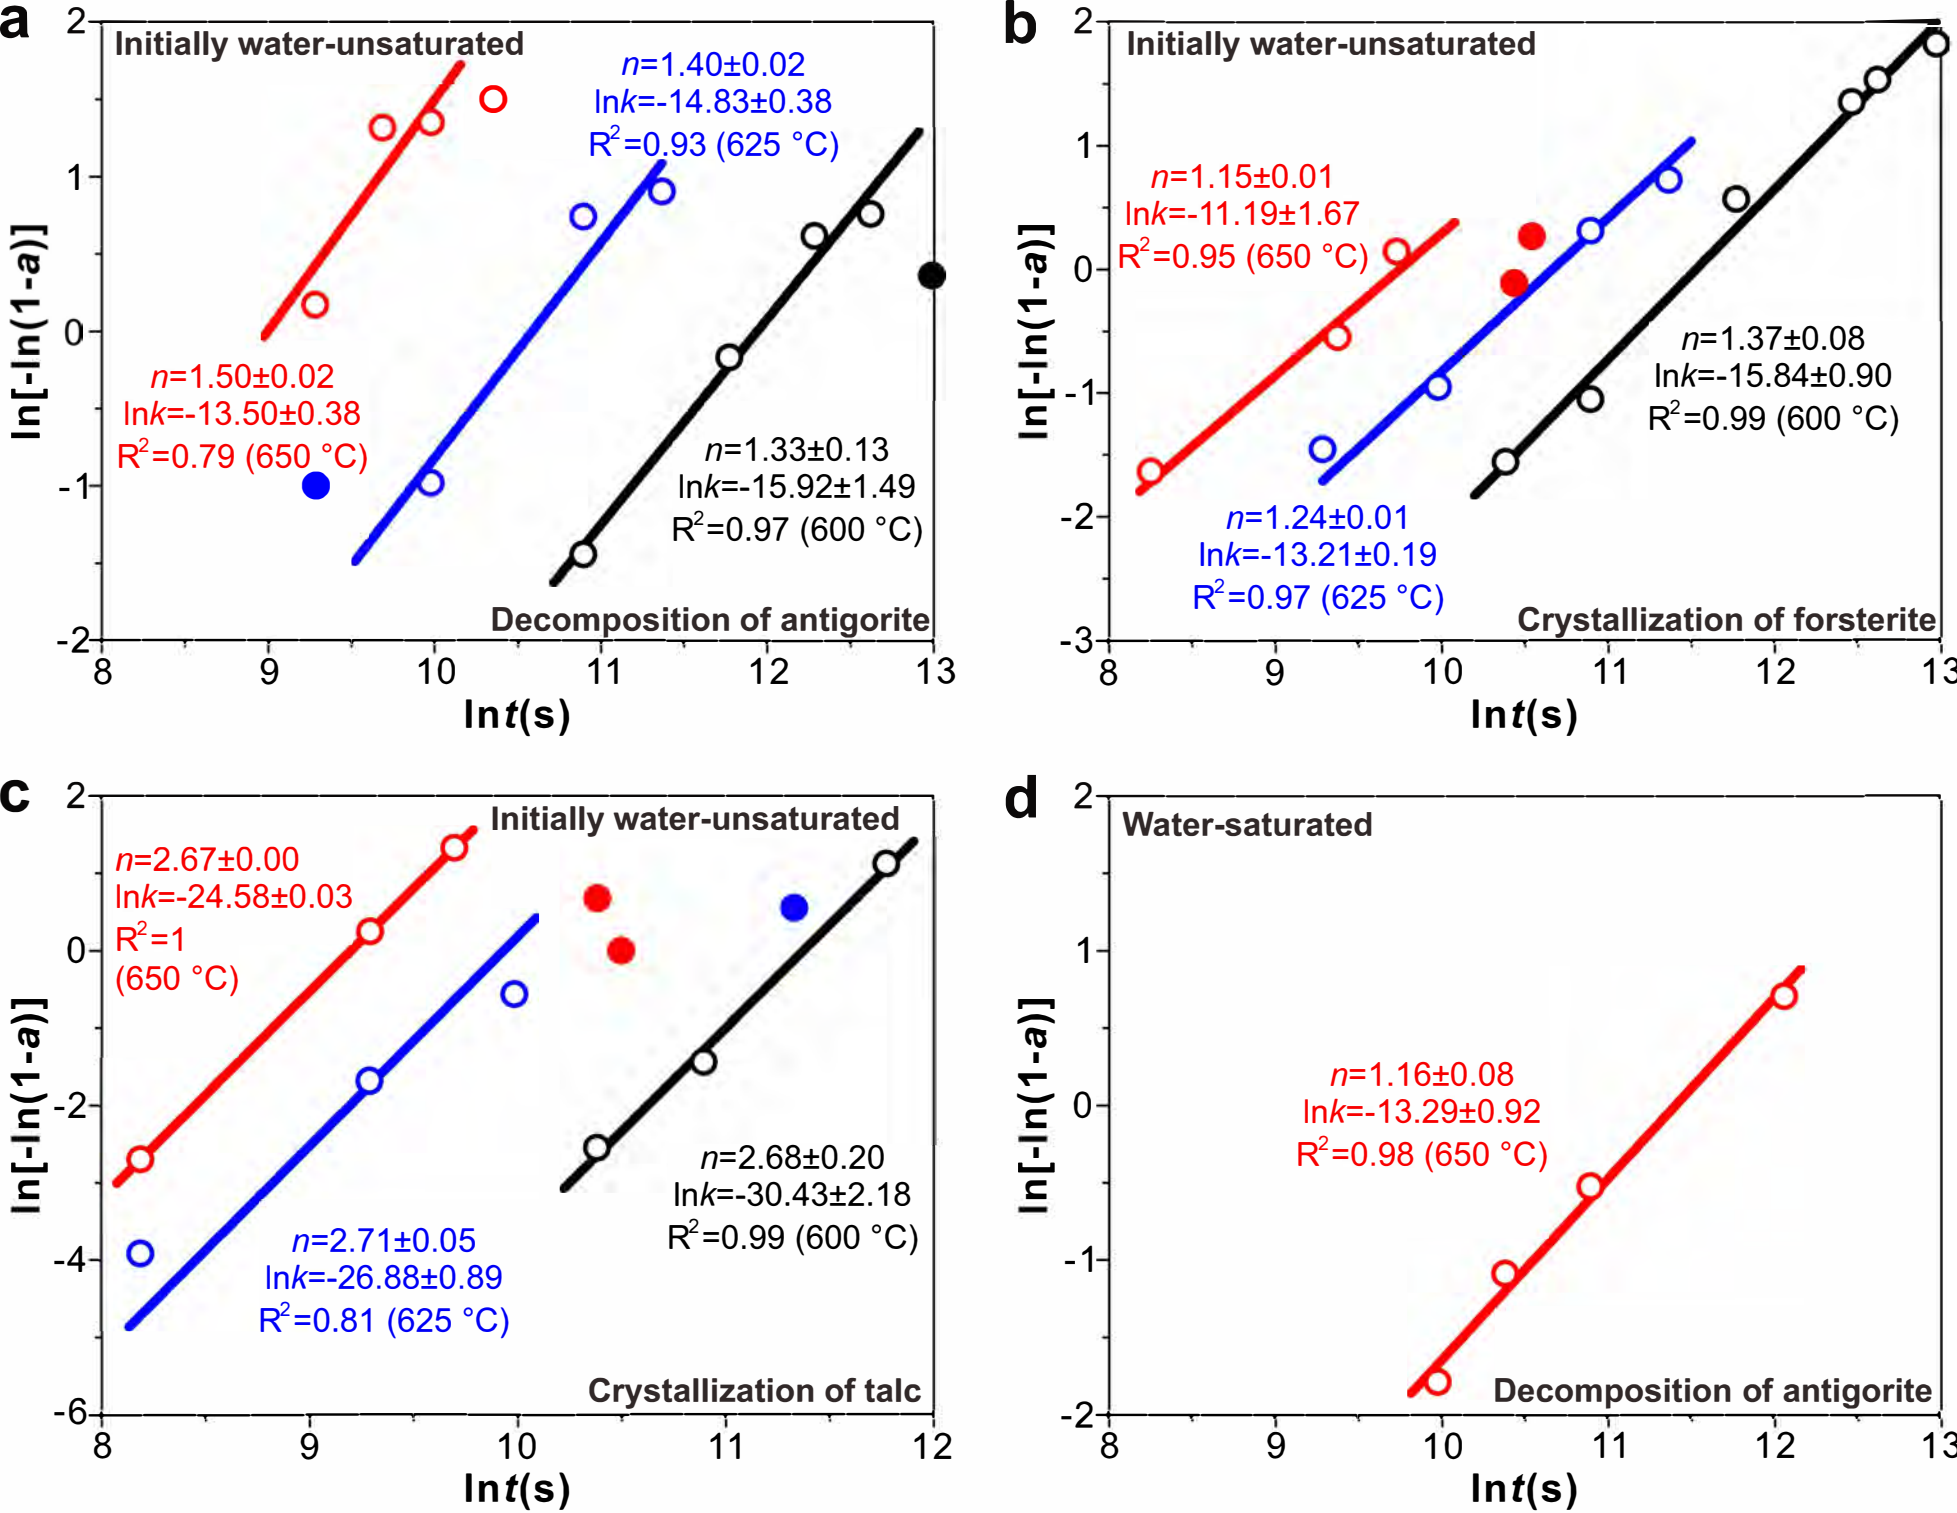 a
2
Initially water-unsaturated
n=1.40±0.02
lnk=-14.83±0.38
R²=0.93 (625 °C)
1
ln[-ln(1-a)]
0
n=1.50±0.02
lnk=-13.50±0.38
R²=0.79 (650 °C)
n=1.33±0.13
lnk=-15.92±1.49
R²=0.97 (600 °C)
-1
Decomposition of antigorite
-2
8 9 10 11 12 13
lnt(s)
b
2
Initially water-unsaturated
1
n=1.15±0.01
lnk=-11.19±1.67
R²=0.95 (650 °C)
0
ln[-ln(1-a)]
n=1.37±0.08
lnk=-15.84±0.90
R²=0.99 (600 °C)
-1
-2
n=1.24±0.01
lnk=-13.21±0.19
R²=0.97 (625 °C)
Crystallization of forsterite
-3
8 9 10 11 12 13
lnt(s)
c
2
Initially water-unsaturated
n=2.67±0.00
lnk=-24.58±0.03
R²=1
(650 °C)
0
ln[-ln(1-a)]
-2
n=2.68±0.20
lnk=-30.43±2.18
R²=0.99 (600 °C)
n=2.71±0.05
lnk=-26.88±0.89
R²=0.81 (625 °C)
-4
Crystallization of talc
-6
8 9 10 11 12
lnt(s)
d
2
Water-saturated
1
ln[-ln(1-a)]
n=1.16±0.08
lnk=-13.29±0.92
R²=0.98 (650 °C)
0
-1
Decomposition of antigorite
-2
8 9 10 11 12 13
lnt(s)